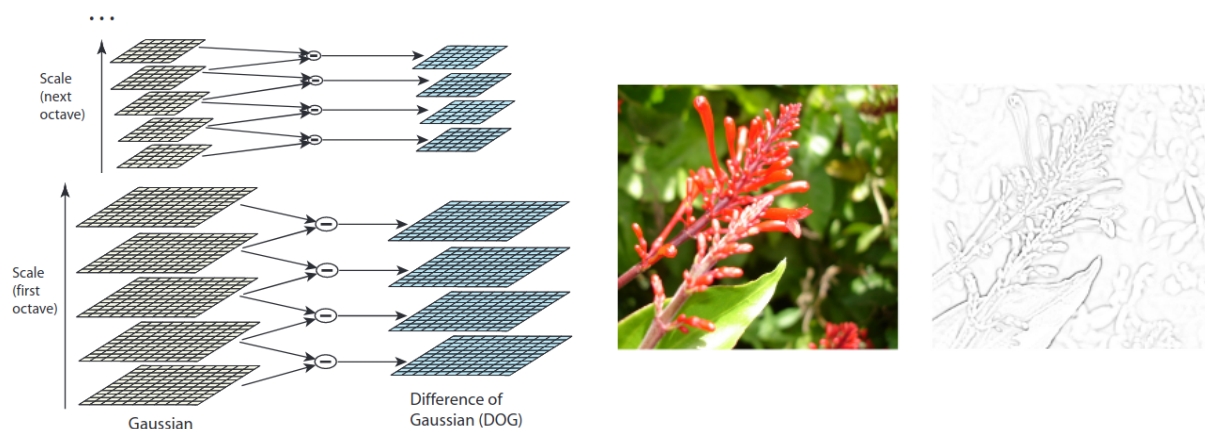 ...
Scale
(next
octave)
Scale
(first
octave)
Gaussian
Difference of
Gaussian (DOG)